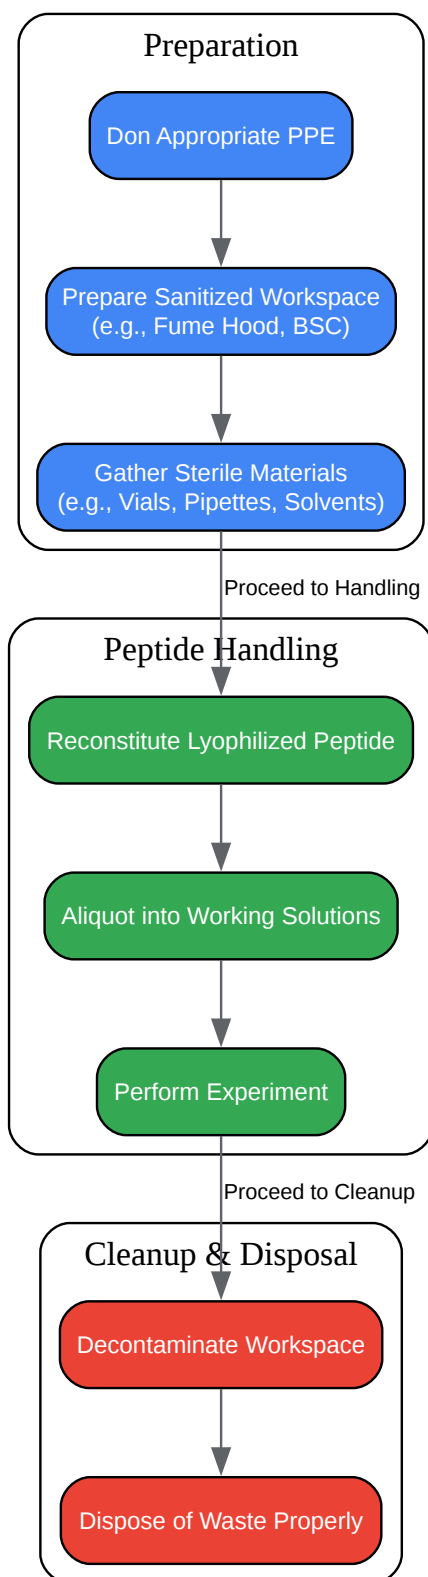 Preparation
Don Appropriate PPE
Prepare Sanitized Workspace
(e.g., Fume Hood, BSC)
Gather Sterile Materials
(e.g., Vials, Pipettes, Solvents)
Proceed to Handling
Peptide Handling
Reconstitute Lyophilized Peptide
Aliquot into Working Solutions
Perform Experiment
Proceed to Cleanup
Cleanup & Disposal
Decontaminate Workspace
Dispose of Waste Properly